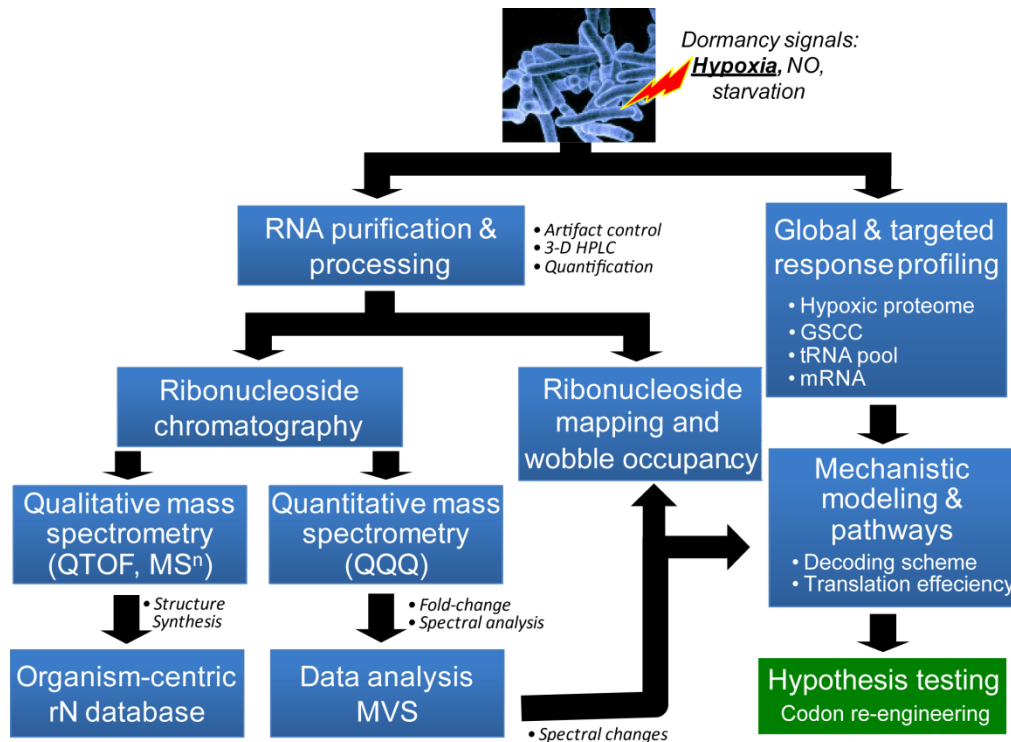 Dormancy signals:
Hypoxia, NO,
starvation
RNA purification &
processing
• Artifact control
• 3-D HPLC
• Quantification
Global & targeted
response profiling
• Hypoxic proteome
• GSCC
• tRNA pool
• mRNA
Ribonucleoside
chromatography
Ribonucleoside
mapping and
wobble occupancy
Qualitative mass
spectrometry
(QTOF, MSⁿ)
Quantitative mass
spectrometry
(QQQ)
Mechanistic
modeling &
pathways
• Decoding scheme
• Translation effeciency
• Structure
Synthesis
• Fold-change
• Spectral analysis
Organism-centric
rN database
Data analysis
MVS
• Spectral changes
Hypothesis testing
Codon re-engineering